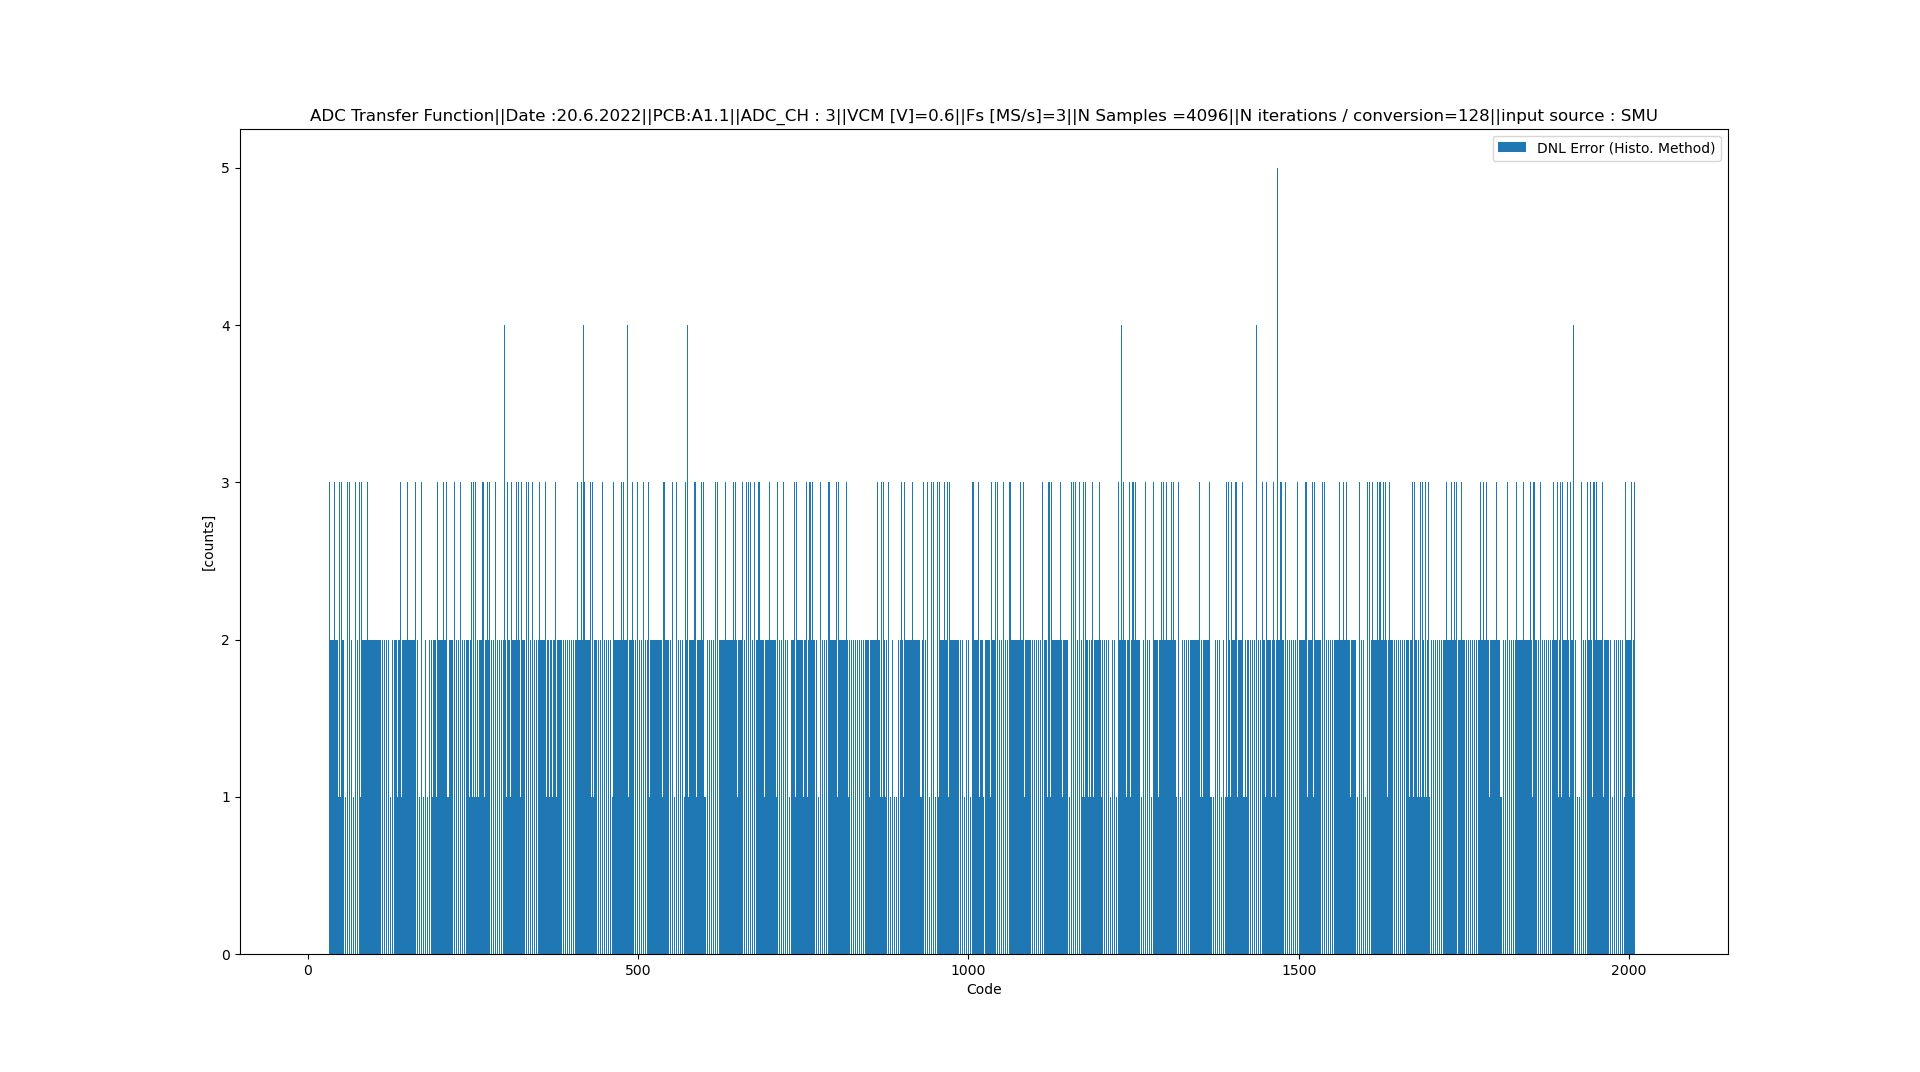 ADC Transfer Function||Date :20.6.2022||PCB:A1.1||ADC_CH : 3||VCM [V]=0.6||Fs [MS/s]=3||N Samples =4096||N iterations / conversion=128||input source : SMU
DNL Error (Histo. Method)
5
4
3
2
1
0
[counts]
0 500 1000 1500 2000
Code